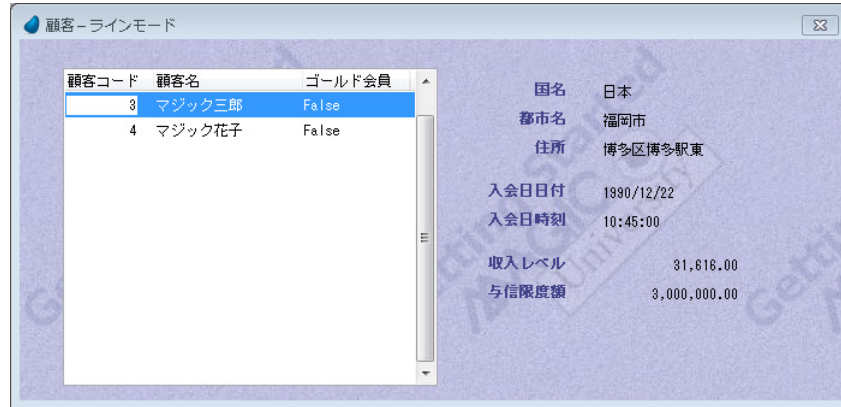 顧客－ラインモード
顧客コード 顧客名 ゴールド会員
3 マジック三郎 False
4 マジック花子 False
国名 日本
都市名 福岡市
住所 博多区博多駅東
入会日日付 1990/12/22
入会日時刻 10:45:00
収入レベル 31,616.00
与信限度額 3,000,000.00
Getting Started
MAGIC
University